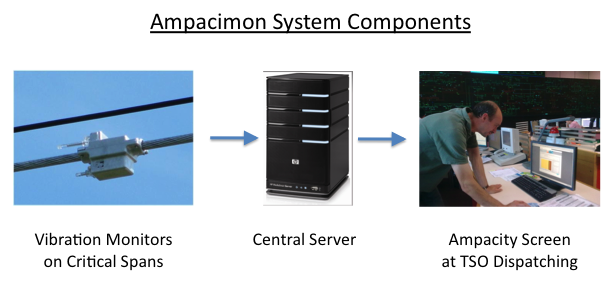 Ampacimon System Components
Vibration Monitors
on Critical Spans
Central Server
Ampacity Screen
at TSO Dispatching